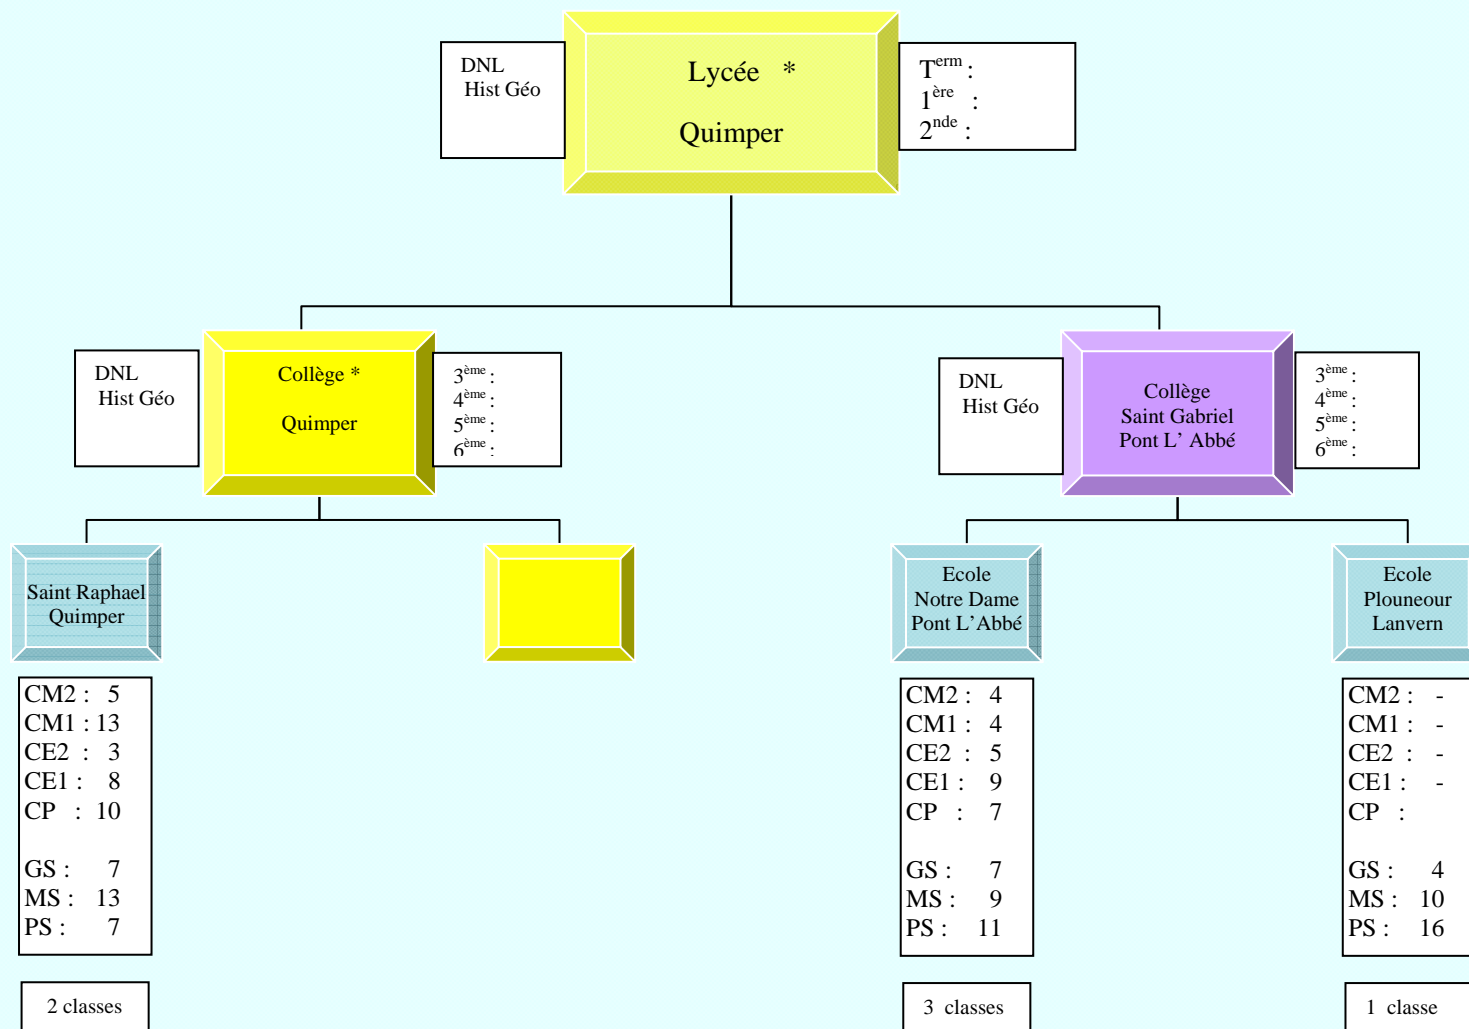 DNL
Hist Géo
Lycée *
Quimper
Term :
1ère :
2nde :
DNL
Hist Géo
Collège *
Quimper
3ème :
4ème :
5ème :
6ème :
DNL
Hist Géo
Collège
Saint Gabriel
Pont L’ Abbé
3ème :
4ème :
5ème :
6ème :
Saint Raphael
Quimper
Ecole
Notre Dame
Pont L’Abbé
Ecole
Plouneour
Lanvern
CM2 : 5
CM1 : 13
CE2 : 3
CE1 : 8
CP : 10
GS : 7
MS : 13
PS : 7
2 classes
CM2 : 4
CM1 : 4
CE2 : 5
CE1 : 9
CP : 7
GS : 7
MS : 9
PS : 11
3 classes
CM2 : -
CM1 : -
CE2 : -
CE1 : -
CP :
GS : 4
MS : 10
PS : 16
1 classe